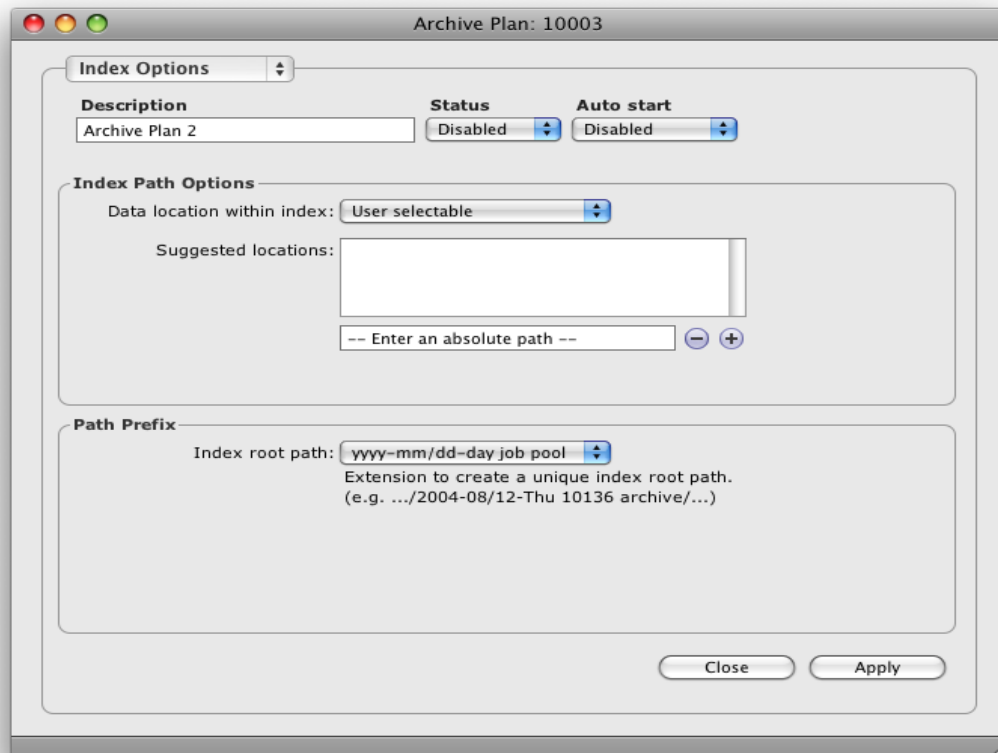 Archive Plan: 10003
Index Options
Description Status Auto start
Archive Plan 2 Disabled Disabled
Index Path Options
Data location within index: User selectable
Suggested locations:
-- Enter an absolute path --
Path Prefix
Index root path: yyyy-mm/dd-day job pool
Extension to create a unique index root path.
(e.g. .../2004-08/12-Thu 10136 archive/...)
Close Apply